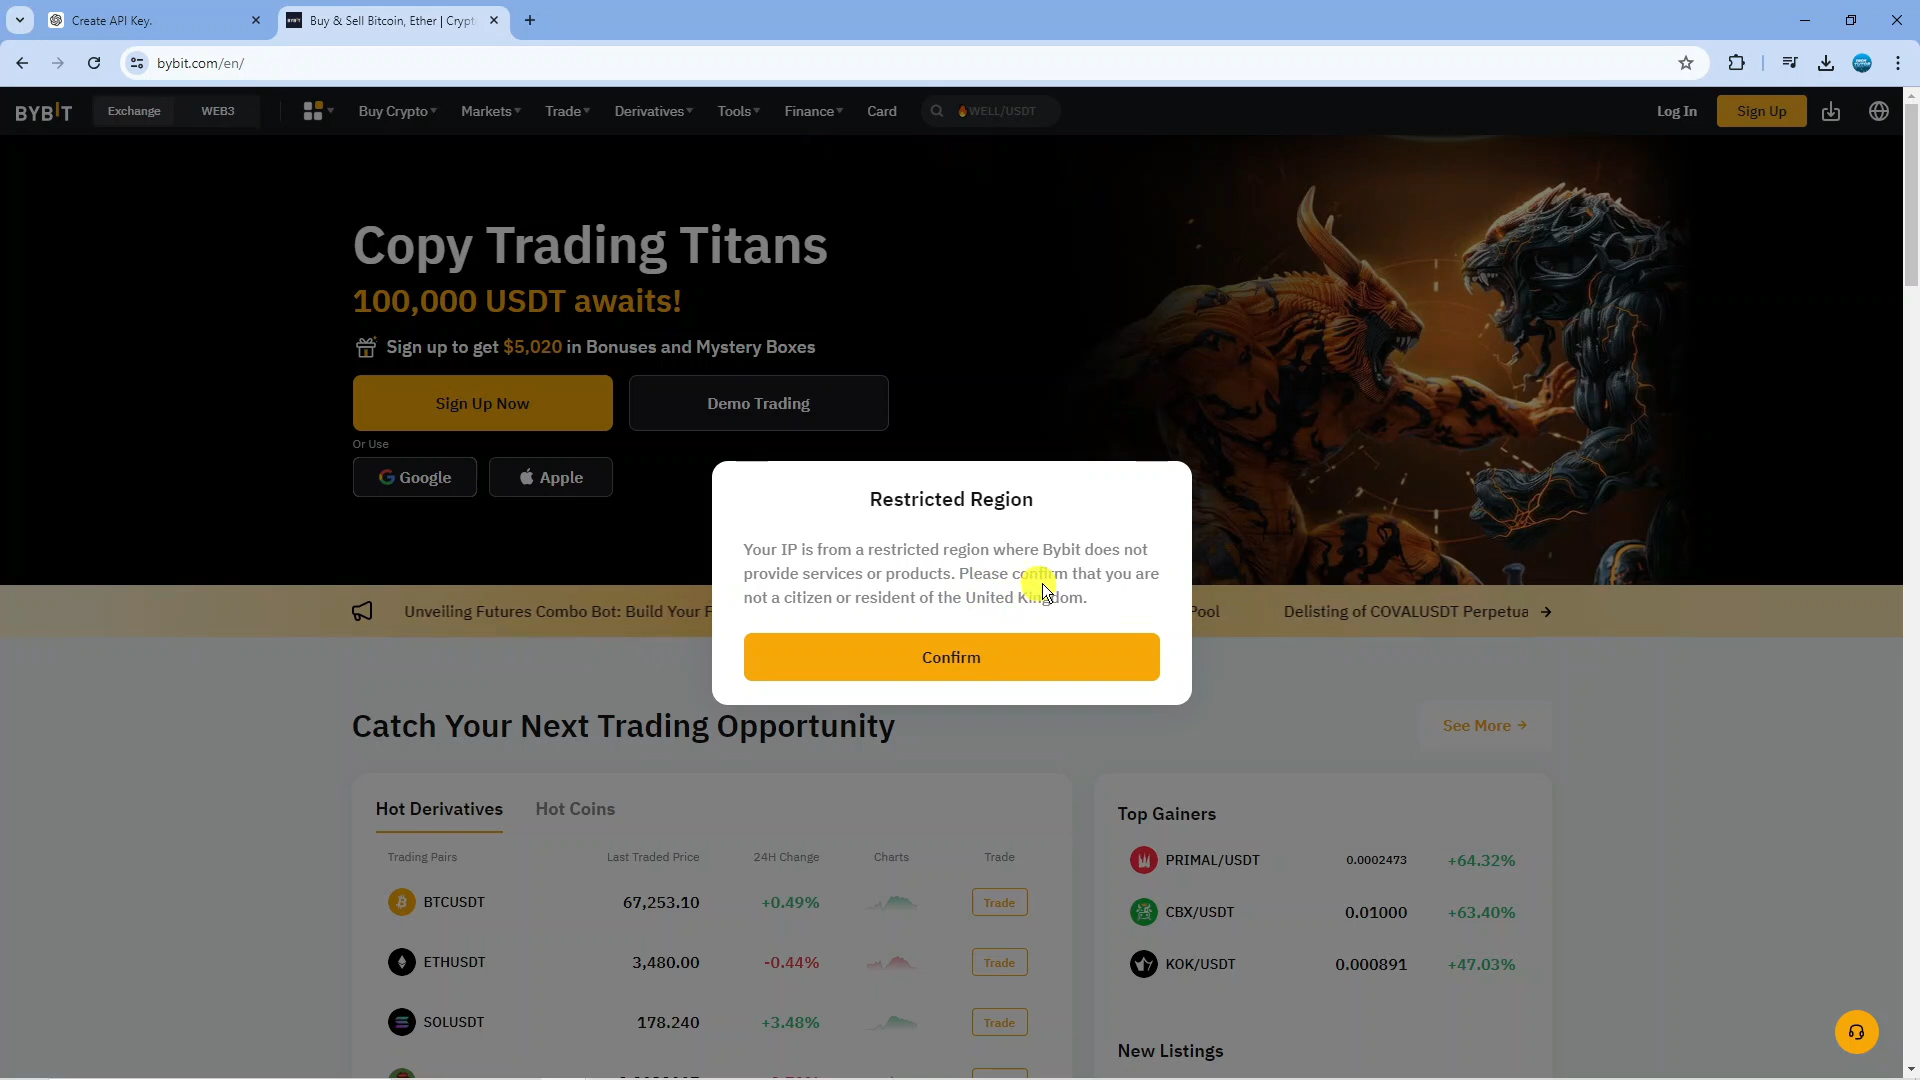 Create API Key.
Buy & Sell Bitcoin, Ether | Crypt
bybit.com/en/
BYBIT
Exchange
WEB3
Buy Crypto
Markets
Trade
Derivatives
Tools
Finance
Card
WELL/USDT
Log In
Sign Up
Copy Trading Titans
100,000 USDT awaits!
Sign up to get $5,020 in Bonuses and Mystery Boxes
Sign Up Now
Demo Trading
Or Use
Google
Apple
Restricted Region
Your IP is from a restricted region where Bybit does not
provide services or products. Please confirm that you are
not a citizen or resident of the United Kingdom.
Confirm
Unveiling Futures Combo Bot: Build Your F
Pool
Delisting of COVALUSDT Perpetua
Catch Your Next Trading Opportunity
See More
Hot Derivatives
Hot Coins
Trading Pairs
Last Traded Price
24H Change
Charts
Trade
BTCUSDT
67,253.10
+0.49%
Trade
ETHUSDT
3,480.00
-0.44%
Trade
SOLUSDT
178.240
+3.48%
Trade
Top Gainers
PRIMAL/USDT
0.0002473
+64.32%
CBX/USDT
0.01000
+63.40%
KOK/USDT
0.000891
+47.03%
New Listings